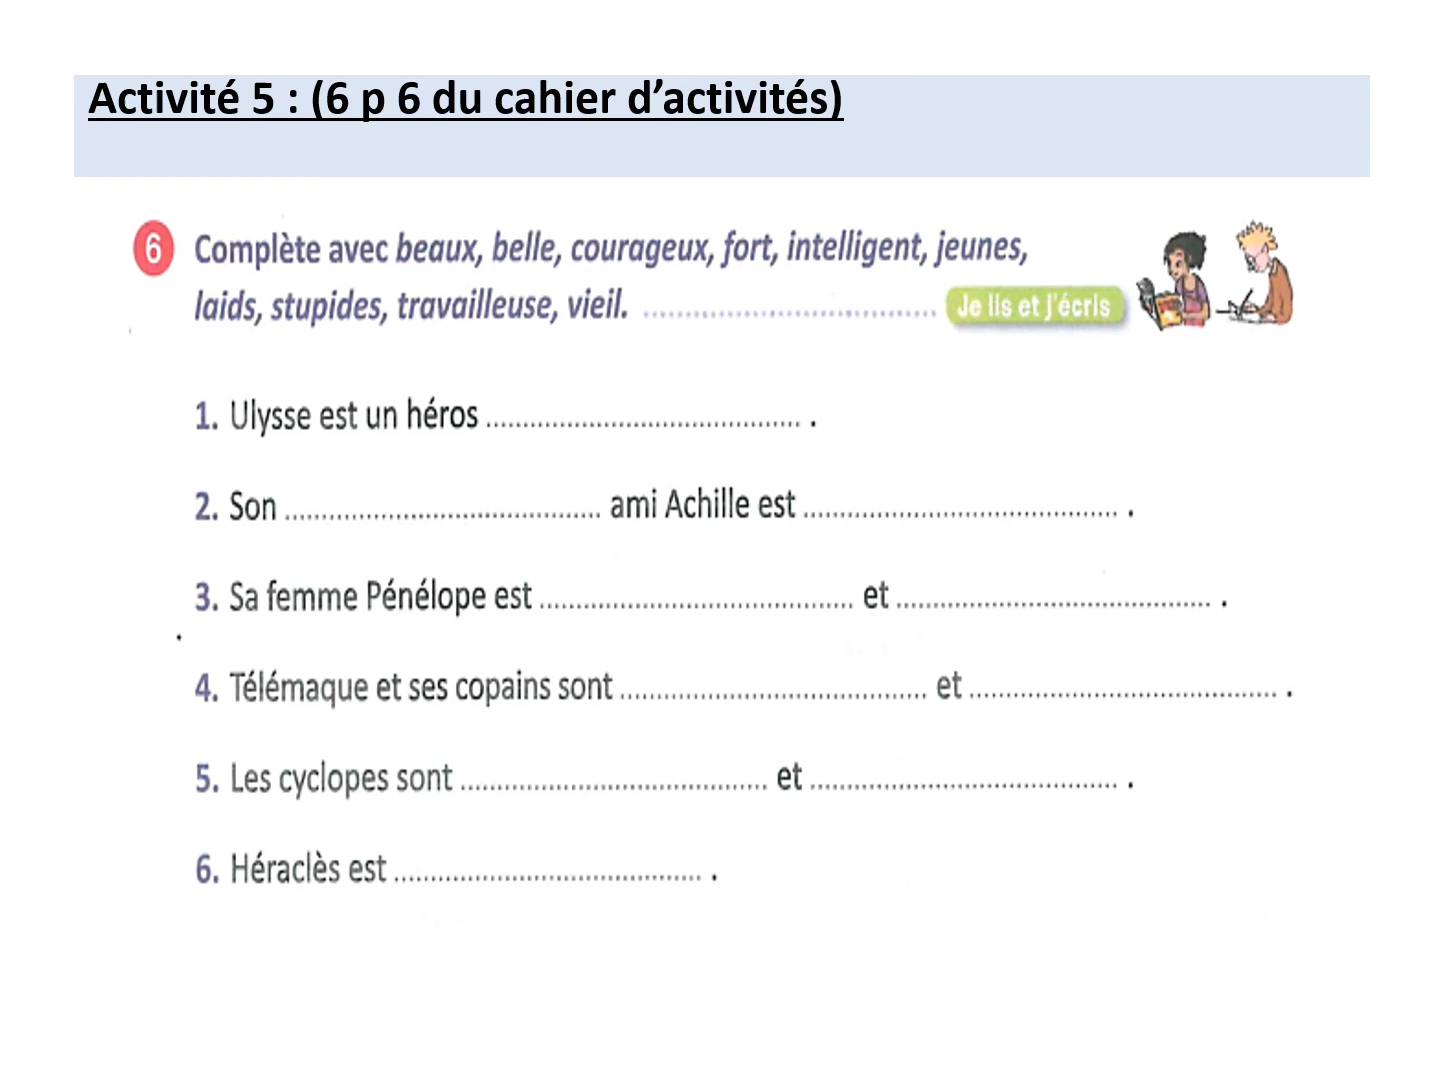 Activité 5 : (6 p 6 du cahier d’activités)
6 Complète avec beaux, belle, courageux, fort, intelligent, jeunes,
laids, stupides, travailleuse, vieil. ................................ Je lis et j’écris
1. Ulysse est un héros ........................................... .
2. Son ........................................... ami Achille est ........................................... .
3. Sa femme Pénélope est ........................................... et ........................................... .
4. Télémaque et ses copains sont .......................................... et .......................................... .
5. Les cyclopes sont .......................................... et .......................................... .
6. Héraclès est .......................................... .